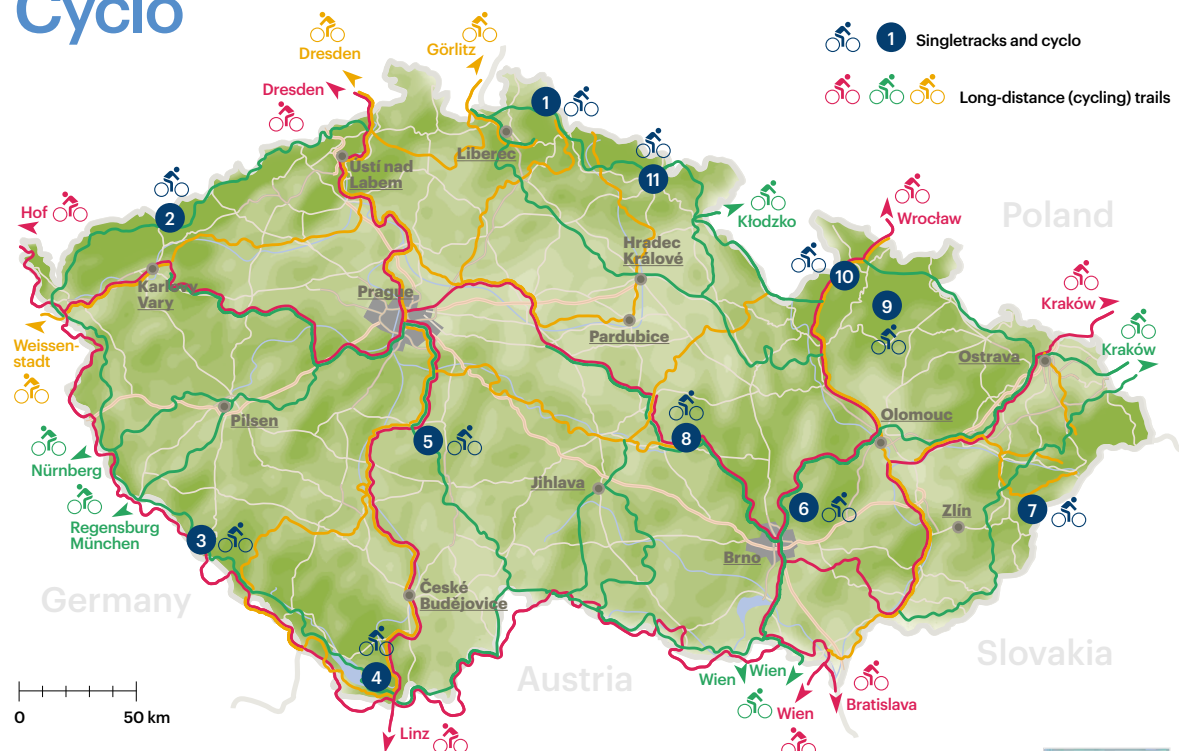 Cyclo
1 Singletracks and cyclo
Long-distance (cycling) trails
Dresden
Görlitz
Dresden
1
Liberec
Ústí nad
Labem
11
2
Hof
Kłodzko
Wrocław
Poland
Hradec
Králové
Karlovy
Vary
Prague
10
9
Kraków
Kraków
Pardubice
Ostrava
Weissen-
stadt
Pilsen
Olomouc
5
8
Nürnberg
Jihlava
Regensburg
München
6
Zlín
7
3
Brno
Germany
České
Budějovice
Slovakia
4
Austria
Wien
Wien
Wien
Bratislava
0 50 km
Linz